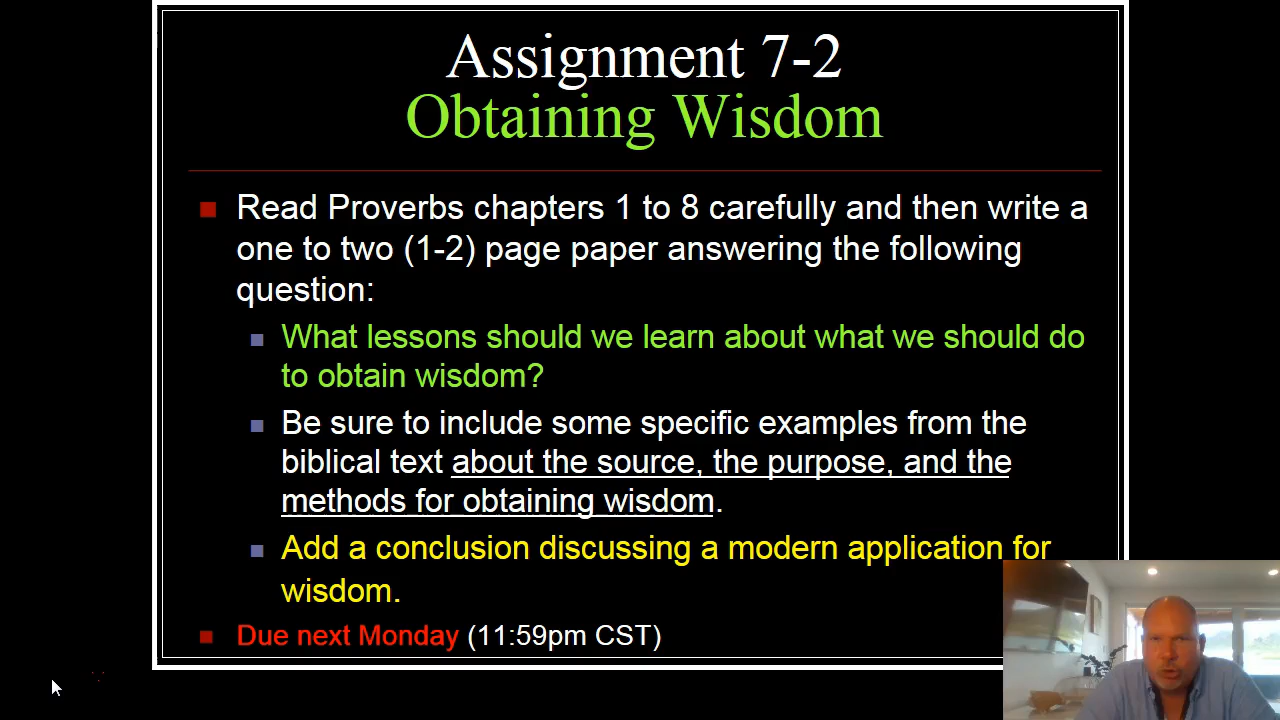 Assignment 7-2
Obtaining Wisdom
Read Proverbs chapters 1 to 8 carefully and then write a
one to two (1-2) page paper answering the following
question:
What lessons should we learn about what we should do
to obtain wisdom?
Be sure to include some specific examples from the
biblical text about the source, the purpose, and the
methods for obtaining wisdom.
Add a conclusion discussing a modern application for
wisdom.
Due next Monday (11:59pm CST)